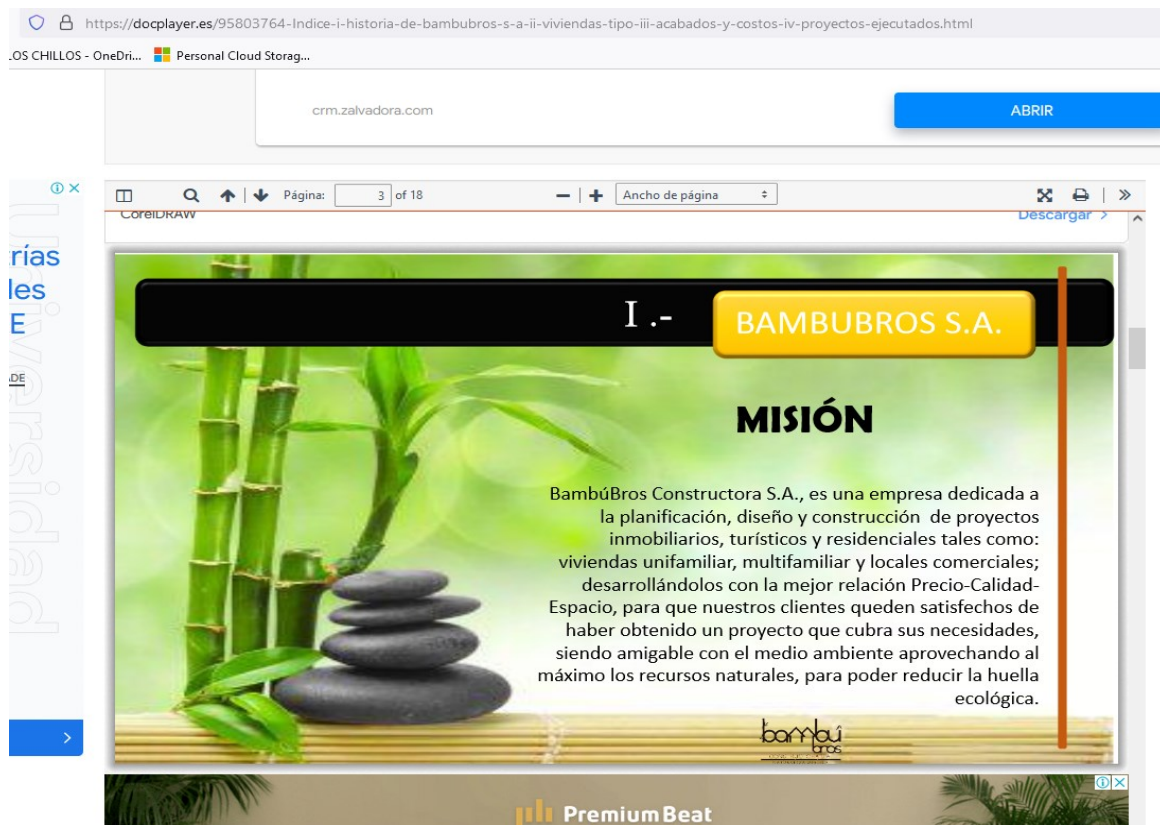 https://docplayer.es/95803764-Indice-i-historia-de-bambubros-s-a-ii-viviendas-tipo-iii-acabados-y-costos-iv-proyectos-ejecutados.html
LOS CHILLOS - OneDri... Personal Cloud Storag...
crm.zalvadora.com
ABRIR
Página: 3 of 18
Ancho de página
CorelDRAW
Descargar >
rías
les
E
DE
Universidad
I .-
BAMBUBROS S.A.
MISIÓN
BambúBros Constructora S.A., es una empresa dedicada a
la planificación, diseño y construcción de proyectos
inmobiliarios, turísticos y residenciales tales como:
viviendas unifamiliar, multifamiliar y locales comerciales;
desarrollándolos con la mejor relación Precio-Calidad-
Espacio, para que nuestros clientes queden satisfechos de
haber obtenido un proyecto que cubra sus necesidades,
siendo amigable con el medio ambiente aprovechando al
máximo los recursos naturales, para poder reducir la huella
ecológica.
bambú
bros
PremiumBeat